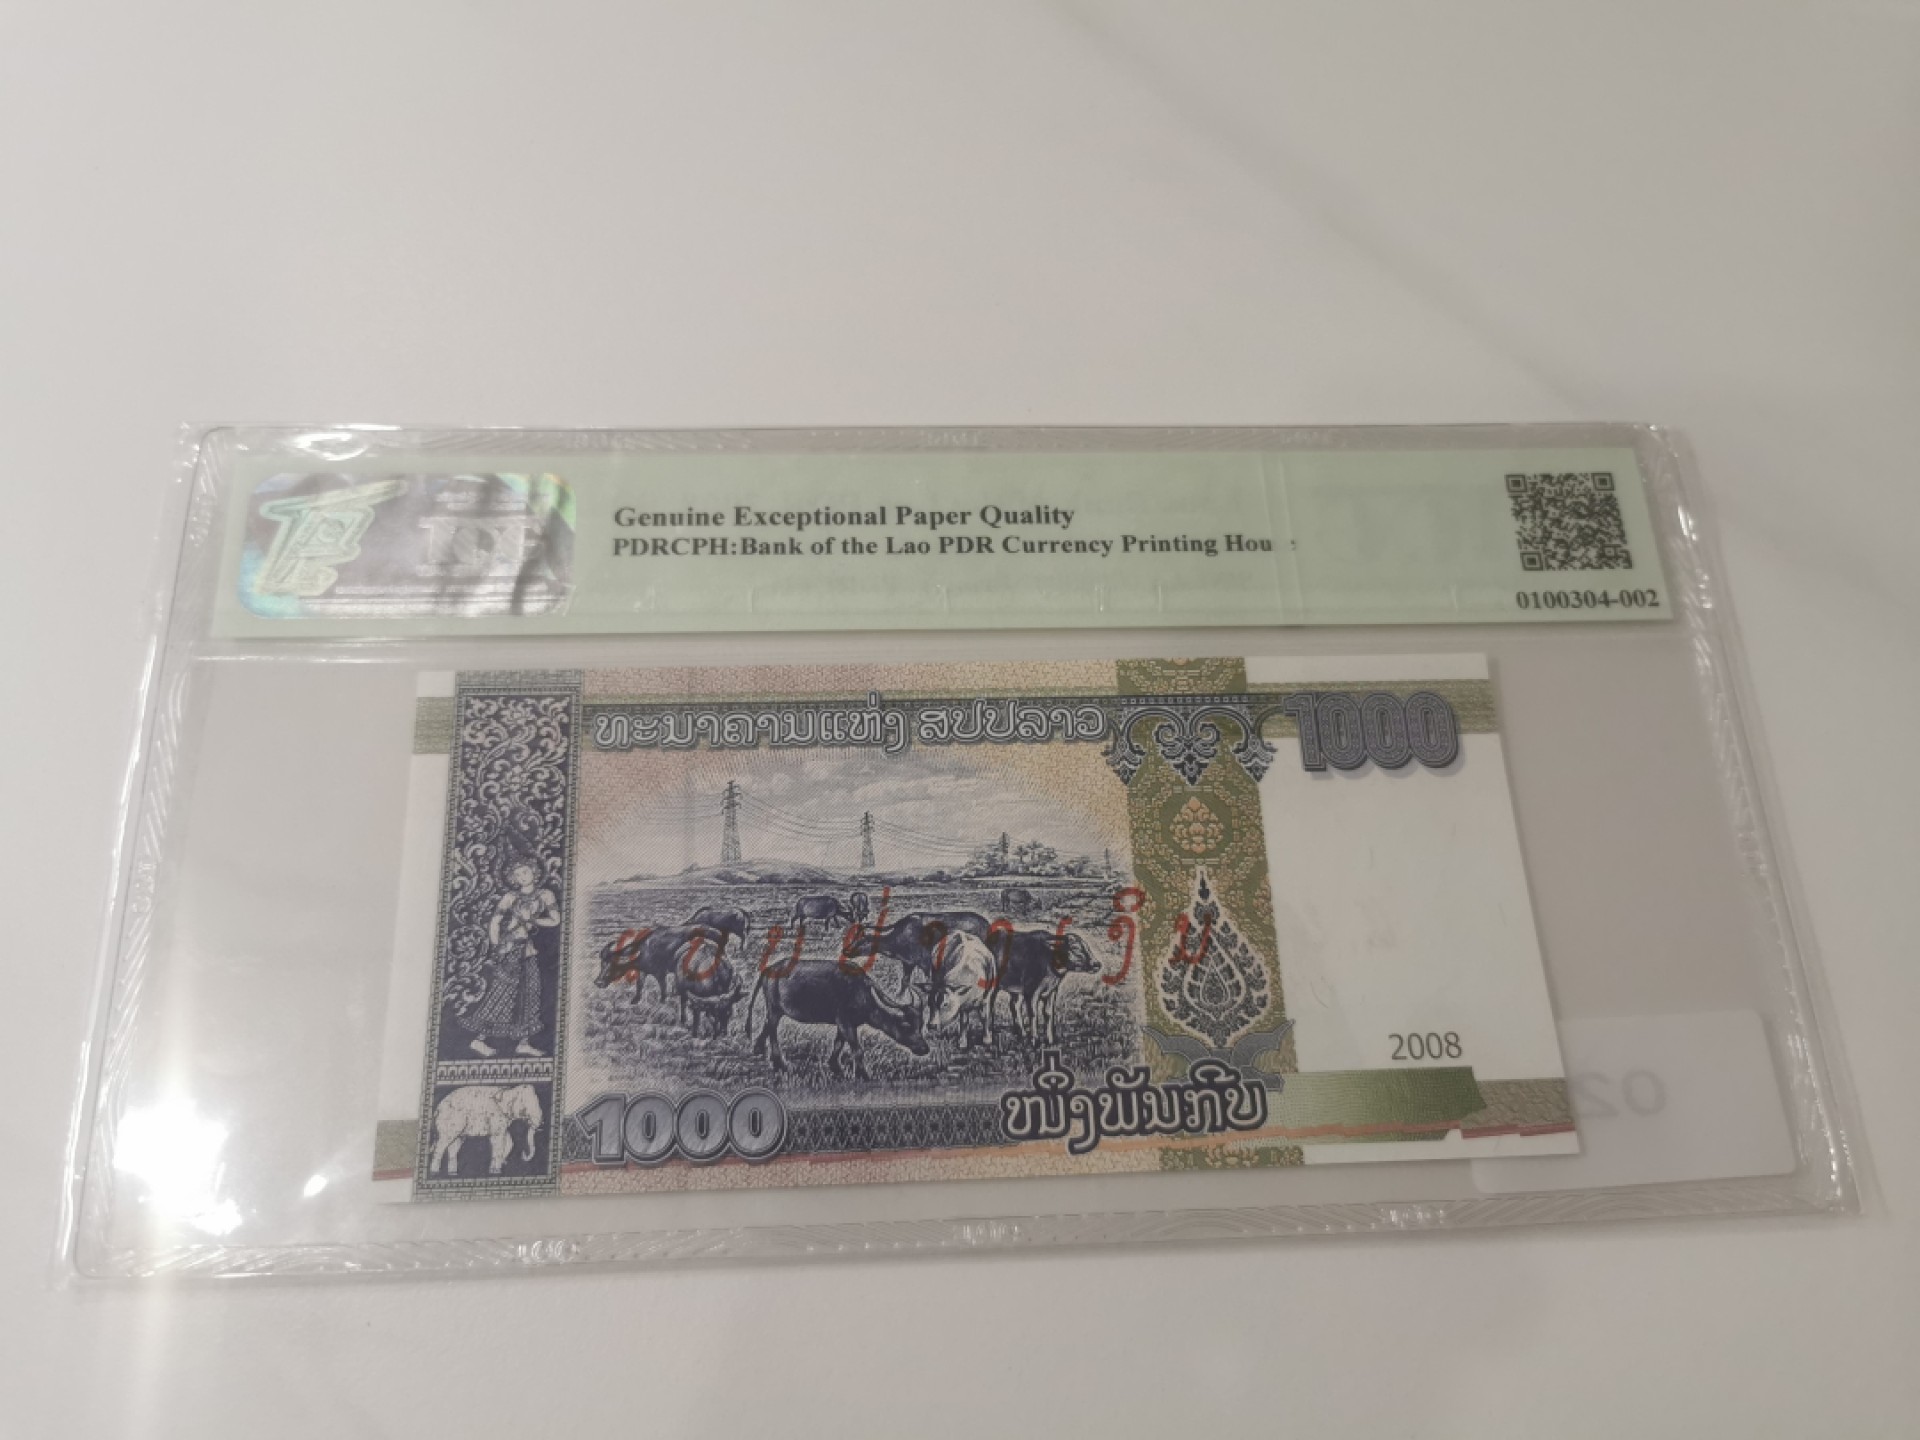 Genuine Exceptional Paper Quality
PDRCPH:Bank of the Lao PDR Currency Printing Hou
0100304-002
ທະນາຄານແຫ່ງ ສປປລາວ
1000
ແບບຢ່າງເງິນ
2008
1000
ໜຶ່ງພັນກີບ